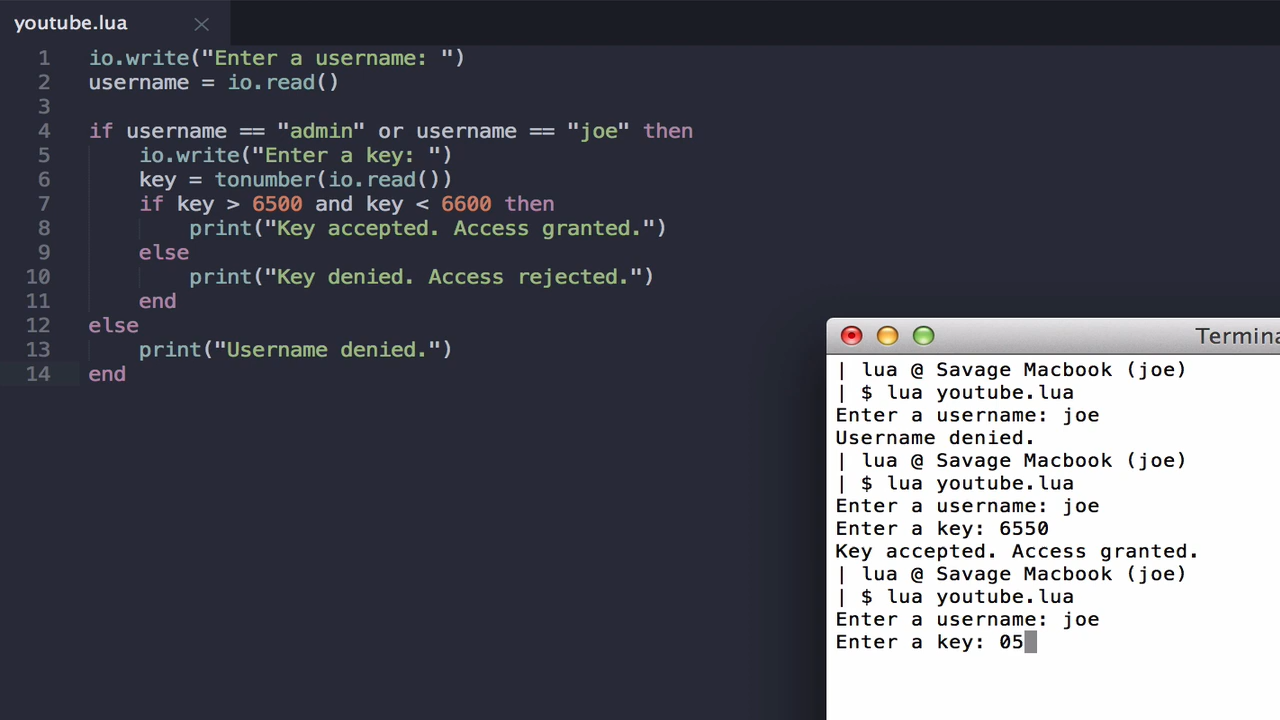 youtube.lua
1 io.write("Enter a username: ")
2 username = io.read()
3
4 if username == "admin" or username == "joe" then
5     io.write("Enter a key: ")
6     key = tonumber(io.read())
7     if key > 6500 and key < 6600 then
8         print("Key accepted. Access granted.")
9     else
10         print("Key denied. Access rejected.")
11     end
12 else
13     print("Username denied.")
14 end
Termina
| lua @ Savage Macbook (joe)
| $ lua youtube.lua
Enter a username: joe
Username denied.
| lua @ Savage Macbook (joe)
| $ lua youtube.lua
Enter a username: joe
Enter a key: 6550
Key accepted. Access granted.
| lua @ Savage Macbook (joe)
| $ lua youtube.lua
Enter a username: joe
Enter a key: 05